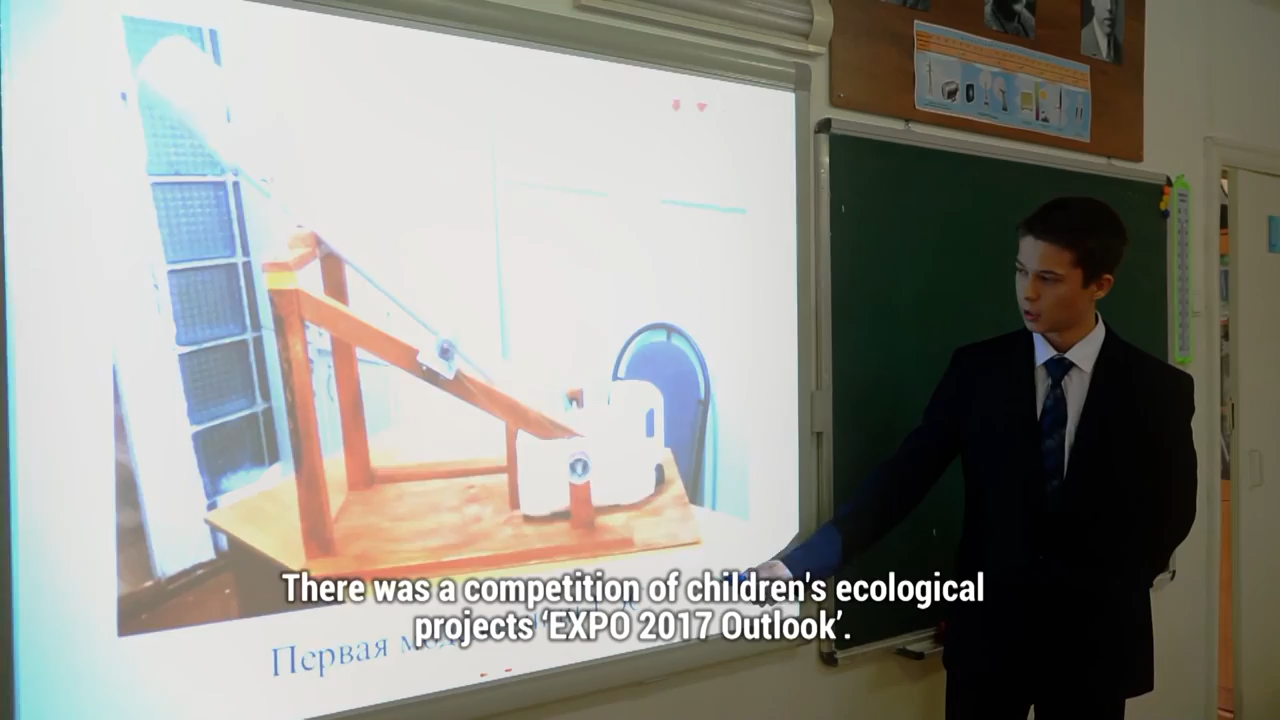 There was a competition of children's ecological
projects ‘EXPO 2017 Outlook’.
Первая